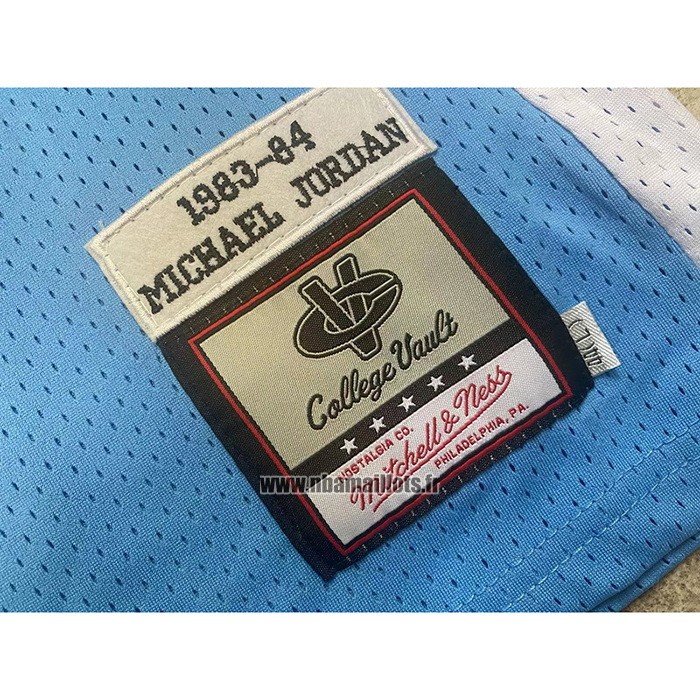 1983-84
MICHAEL JORDAN
College Vault
NOSTALGIA CO.
Mitchell & Ness
PHILADELPHIA, PA.
www.nbamaillots.fr